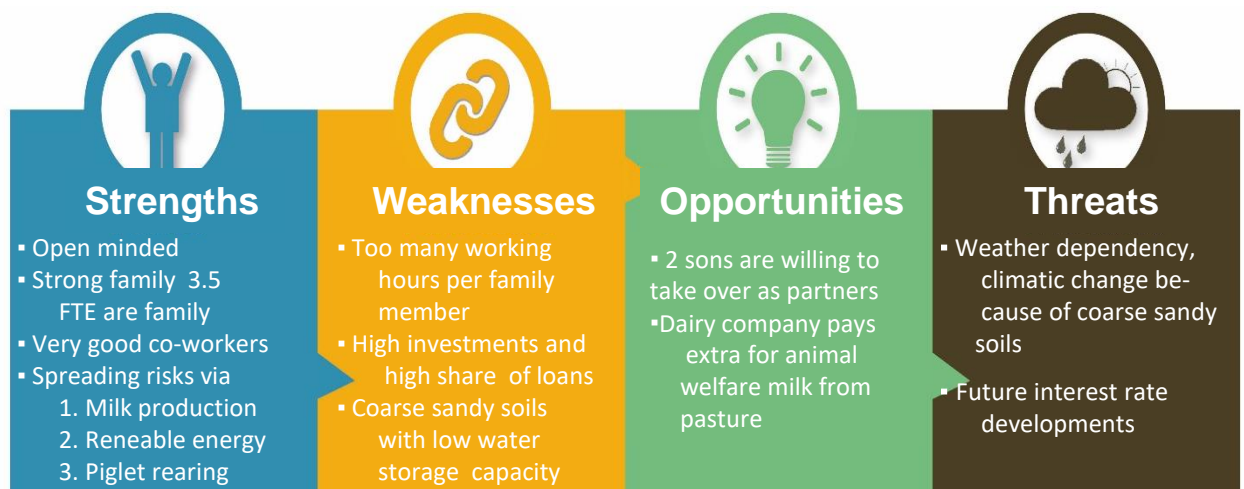 Strengths
▪ Open minded
▪ Strong family 3.5
FTE are family
▪ Very good co-workers
▪ Spreading risks via
1. Milk production
2. Reneable energy
3. Piglet rearing
Weaknesses
▪ Too many working
hours per family
member
▪ High investments and
high share of loans
▪ Coarse sandy soils
with low water
storage capacity
Opportunities
▪ 2 sons are willing to
take over as partners
▪Dairy company pays
extra for animal
welfare milk from
pasture
Threats
▪ Weather dependency,
climatic change be-
cause of coarse sandy
soils
▪ Future interest rate
developments